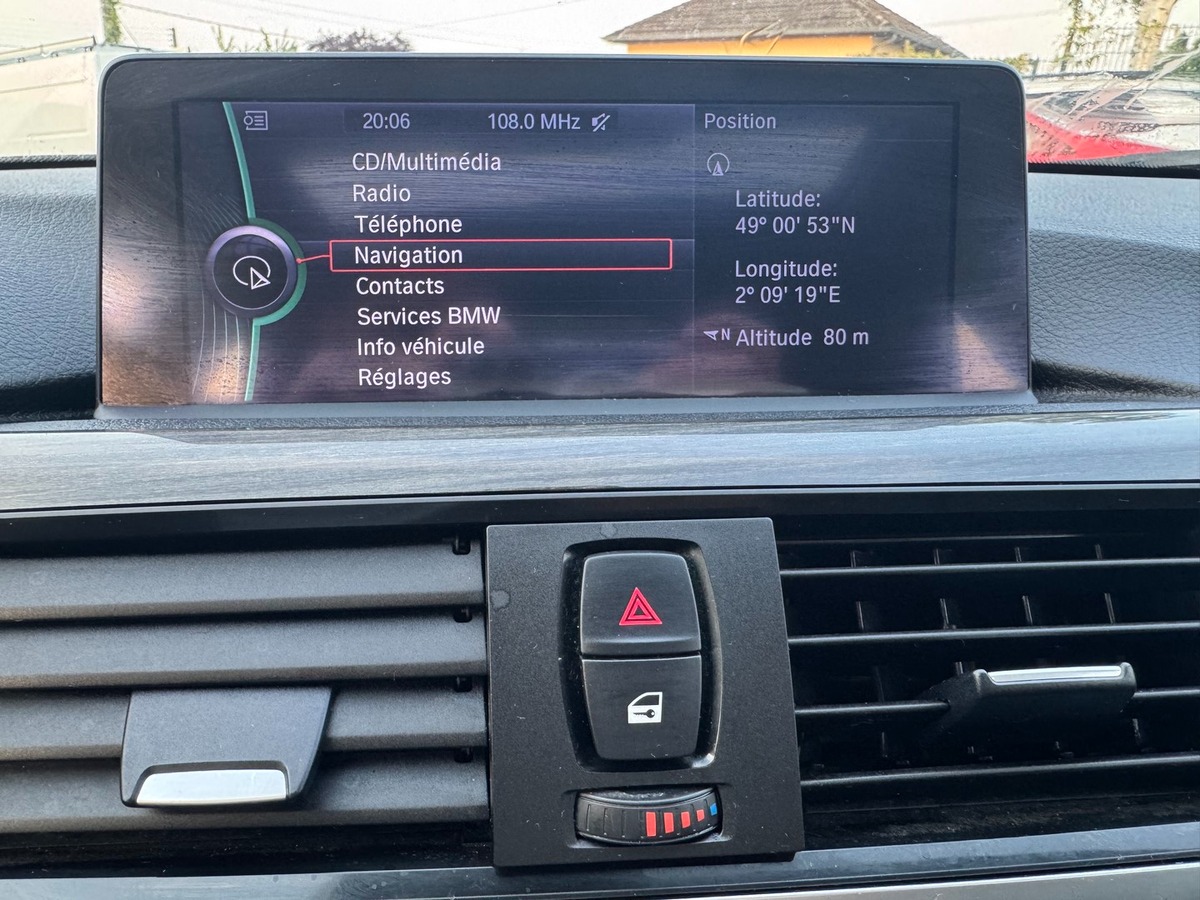 20:06 108.0 MHz
CD/Multimédia
Radio
Téléphone
Navigation
Contacts
Services BMW
Info véhicule
Réglages
Position
Latitude:
49° 00' 53"N
Longitude:
2° 09' 19"E
N Altitude 80 m